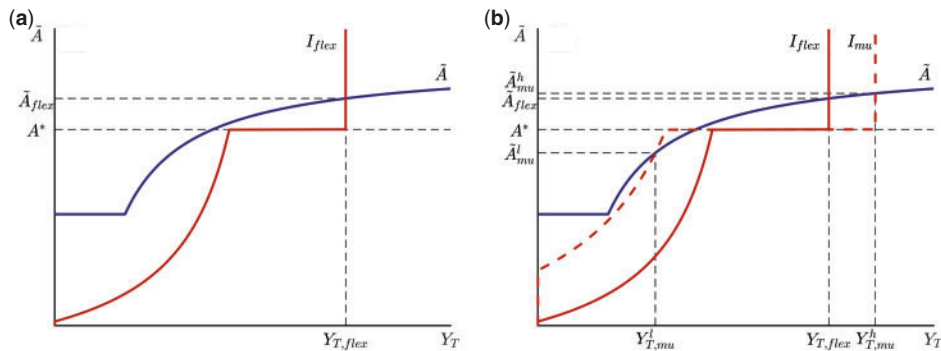 (a)
Ã
I_flex
Ã
Ã_flex
A*
Y_T,flex
Y_T
(b)
Ã
I_flex
I_mu
Ã
Ã^h_mu
Ã_flex
A*
Ã^l_mu
Y^l_T,mu
Y_T,flex
Y^h_T,mu
Y_T